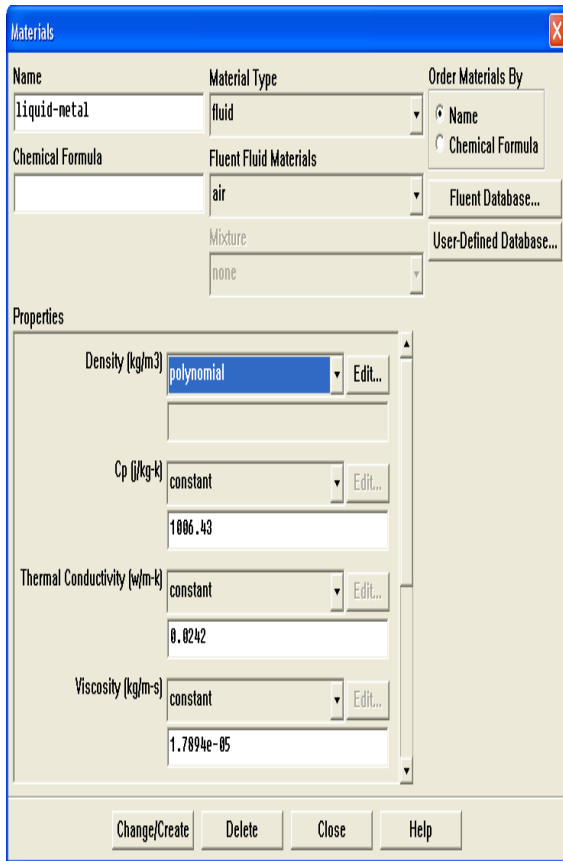 Materials
Name
liquid-metal
Chemical Formula
Material Type
fluid
Fluent Fluid Materials
air
Mixture
none
Order Materials By
Name
Chemical Formula
Fluent Database...
User-Defined Database...
Properties
Density (kg/m3)
polynomial
Edit...
Cp (j/kg-k)
constant
Edit...
1006.43
Thermal Conductivity (w/m-k)
constant
Edit...
0.0242
Viscosity (kg/m-s)
constant
Edit...
1.7894e-05
Change/Create
Delete
Close
Help